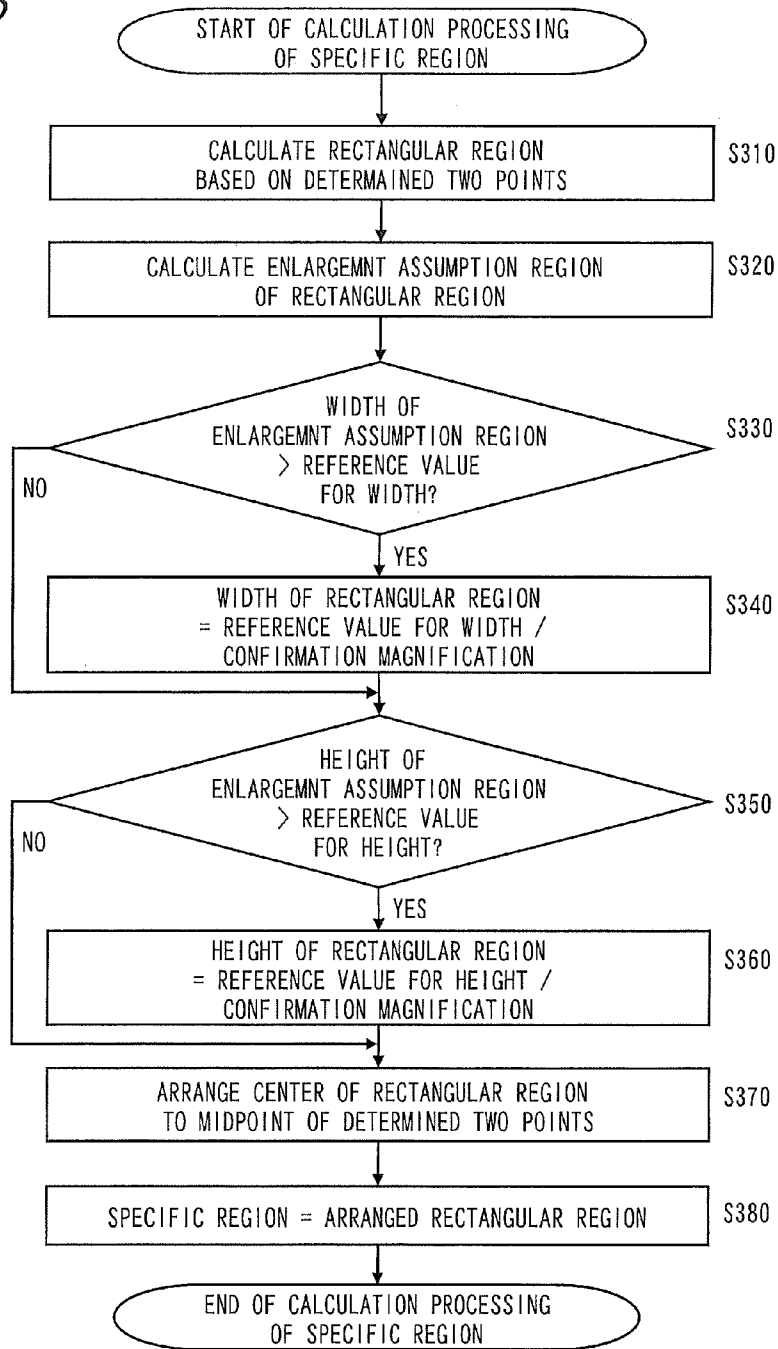 START OF CALCULATION PROCESSING
OF SPECIFIC REGION
CALCULATE RECTANGULAR REGION
BASED ON DETERMAINED TWO POINTS
S310
CALCULATE ENLARGEMNT ASSUMPTION REGION
OF RECTANGULAR REGION
S320
WIDTH OF
ENLARGEMNT ASSUMPTION REGION
> REFERENCE VALUE
FOR WIDTH?
S330
NO
YES
WIDTH OF RECTANGULAR REGION
= REFERENCE VALUE FOR WIDTH /
CONFIRMATION MAGNIFICATION
S340
HEIGHT OF
ENLARGEMNT ASSUMPTION REGION
> REFERENCE VALUE
FOR HEIGHT?
S350
NO
YES
HEIGHT OF RECTANGULAR REGION
= REFERENCE VALUE FOR HEIGHT /
CONFIRMATION MAGNIFICATION
S360
ARRANGE CENTER OF RECTANGULAR REGION
TO MIDPOINT OF DETERMINED TWO POINTS
S370
SPECIFIC REGION = ARRANGED RECTANGULAR REGION
S380
END OF CALCULATION PROCESSING
OF SPECIFIC REGION